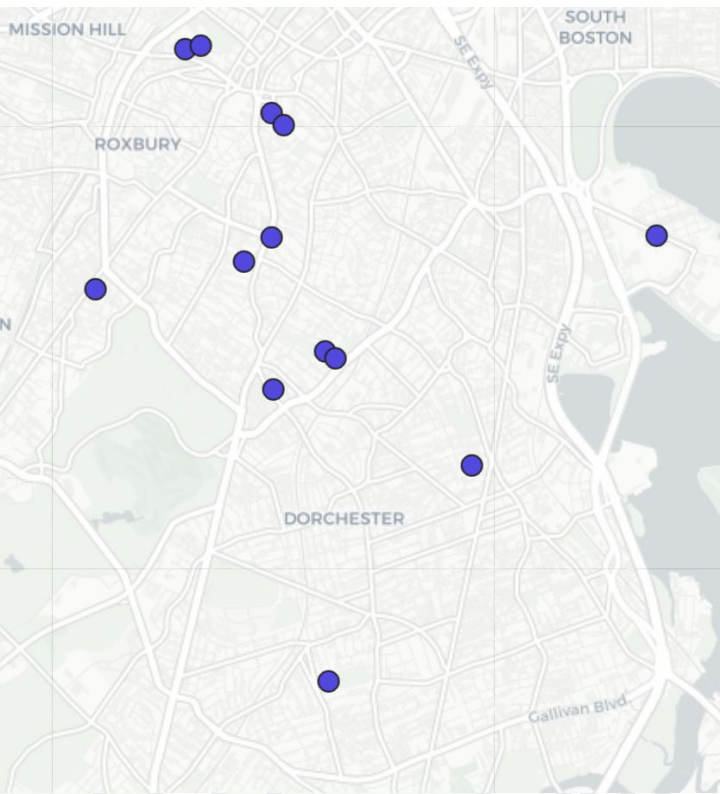 MISSION HILL
SOUTH
BOSTON
SE Expy
ROXBURY
N
SE Expy
DORCHESTER
Gallivan Blvd